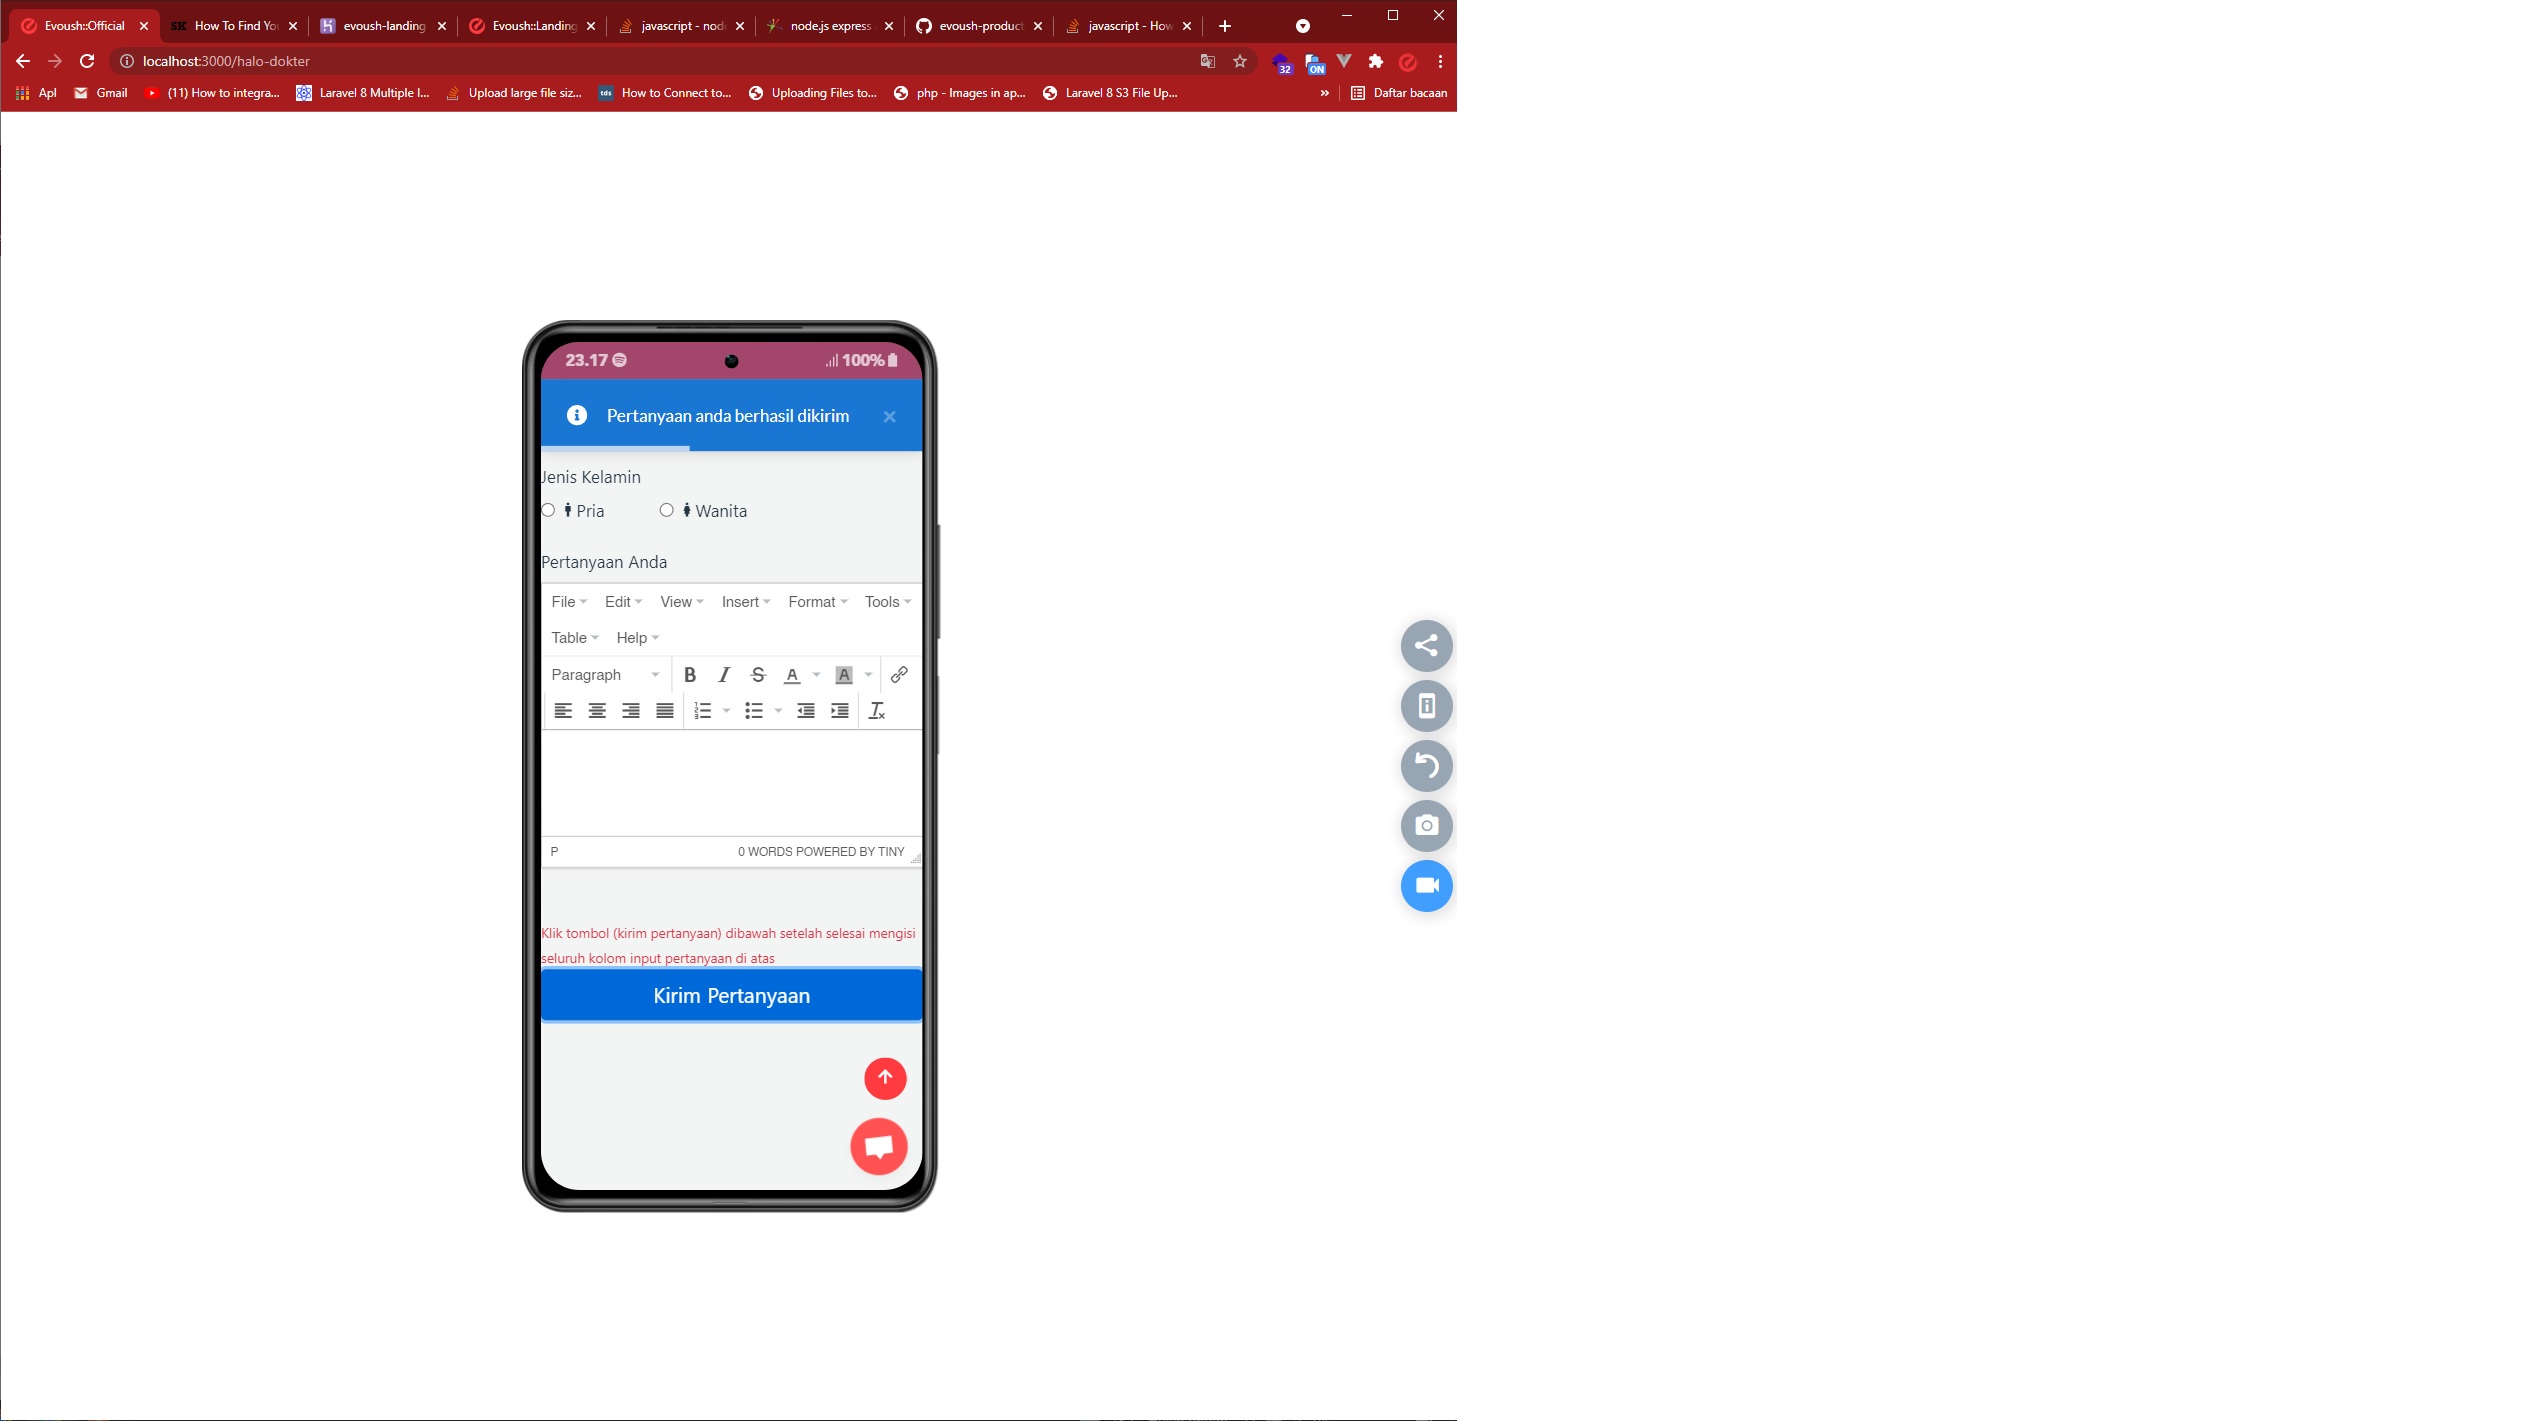 Evoush::Official
SK How To Find Yo
evoush-landing
Evoush::Landing
javascript - nod
node.js express
evoush-product
javascript - How
localhost:3000/halo-dokter
32
ON
Apl
Gmail
(11) How to integra...
Laravel 8 Multiple I...
Upload large file siz...
tds How to Connect to...
Uploading Files to...
php - Images in ap...
Laravel 8 S3 File Up...
»
Daftar bacaan
23.17 100%
Pertanyaan anda berhasil dikirim
Jenis Kelamin
Pria Wanita
Pertanyaan Anda
File Edit View Insert Format Tools
Table Help
Paragraph B I S A A
P 0 WORDS POWERED BY TINY
Klik tombol (kirim pertanyaan) dibawah setelah selesai mengisi
seluruh kolom input pertanyaan di atas
Kirim Pertanyaan